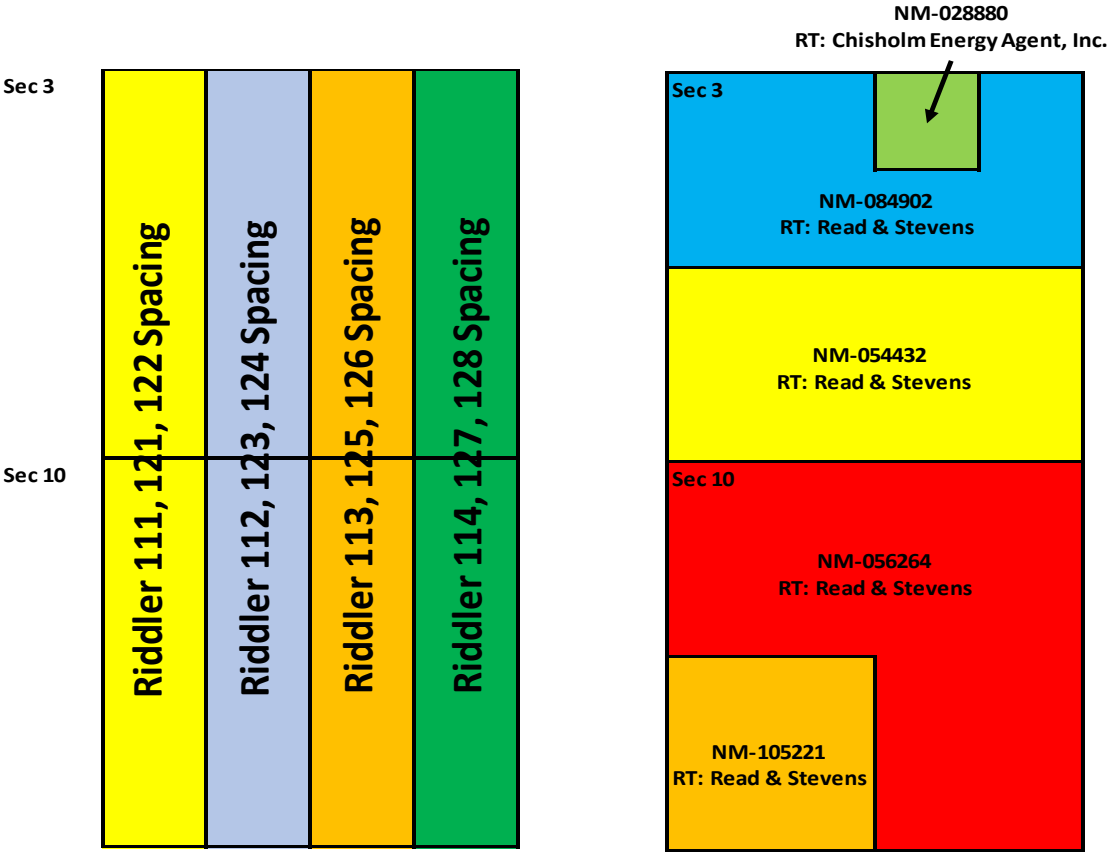 NM-028880
RT: Chisholm Energy Agent, Inc.
Sec 3
Sec 10
Riddler 111, 121, 122 Spacing
Riddler 112, 123, 124 Spacing
Riddler 113, 125, 126 Spacing
Riddler 114, 127, 128 Spacing
Sec 3
NM-084902
RT: Read & Stevens
NM-054432
RT: Read & Stevens
Sec 10
NM-056264
RT: Read & Stevens
NM-105221
RT: Read & Stevens